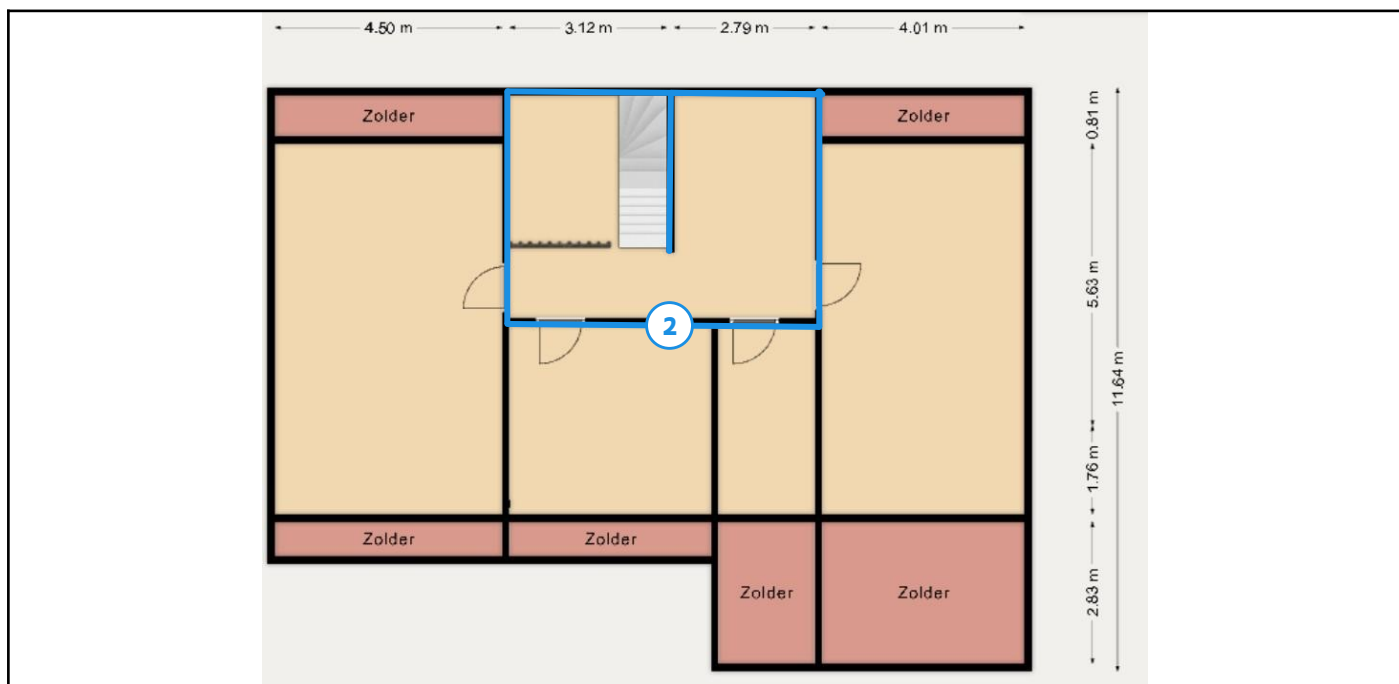 4.50 m 3.12 m 2.79 m 4.01 m
Zolder Zolder
0.81 m
5.63 m
2
11.64 m
1.76 m
Zolder Zolder
Zolder Zolder
2.83 m